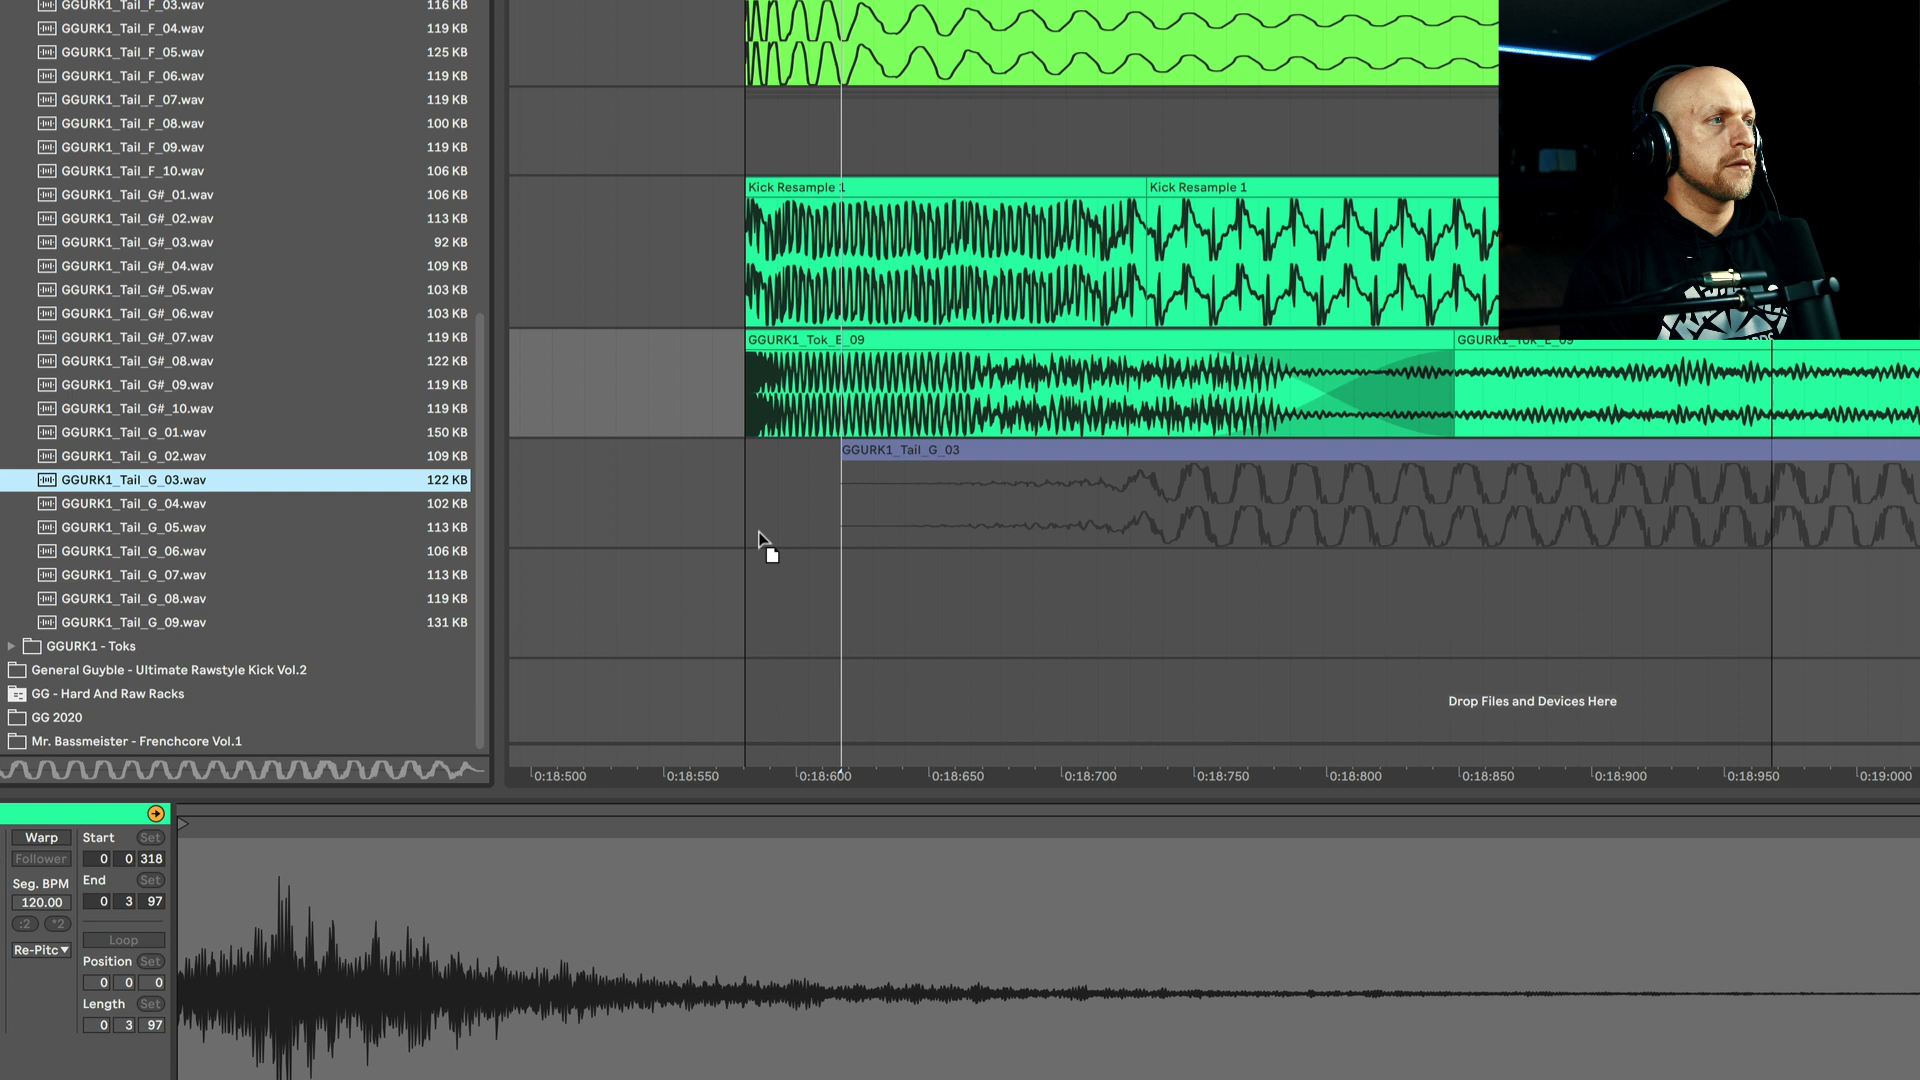 GGURK1_Tail_F_03.wav 116 KB
GGURK1_Tail_F_04.wav 119 KB
GGURK1_Tail_F_05.wav 125 KB
GGURK1_Tail_F_06.wav 119 KB
GGURK1_Tail_F_07.wav 119 KB
GGURK1_Tail_F_08.wav 100 KB
GGURK1_Tail_F_09.wav 119 KB
GGURK1_Tail_F_10.wav 106 KB
GGURK1_Tail_G#_01.wav 106 KB
GGURK1_Tail_G#_02.wav 113 KB
GGURK1_Tail_G#_03.wav 92 KB
GGURK1_Tail_G#_04.wav 109 KB
GGURK1_Tail_G#_05.wav 103 KB
GGURK1_Tail_G#_06.wav 103 KB
GGURK1_Tail_G#_07.wav 119 KB
GGURK1_Tail_G#_08.wav 122 KB
GGURK1_Tail_G#_09.wav 119 KB
GGURK1_Tail_G#_10.wav 119 KB
GGURK1_Tail_G_01.wav 150 KB
GGURK1_Tail_G_02.wav 109 KB
GGURK1_Tail_G_03.wav 122 KB
GGURK1_Tail_G_04.wav 102 KB
GGURK1_Tail_G_05.wav 113 KB
GGURK1_Tail_G_06.wav 106 KB
GGURK1_Tail_G_07.wav 113 KB
GGURK1_Tail_G_08.wav 119 KB
GGURK1_Tail_G_09.wav 131 KB
GGURK1 - Toks
General Guyble - Ultimate Rawstyle Kick Vol.2
GG - Hard And Raw Racks
GG 2020
Mr. Bassmeister - Frenchcore Vol.1
Kick Resample 1 Kick Resample 1
GGURK1_Tok_E_09 GGURK1_Tok_E_09
GGURK1_Tail_G_03
Drop Files and Devices Here
0:18:500 0:18:550 0:18:600 0:18:650 0:18:700 0:18:750 0:18:800 0:18:850 0:18:900 0:18:950 0:19:000
Warp Start Set
Follower 0 0 318
Seg. BPM End Set
120.00 0 3 97
:2 *2
Loop
Re-Pitc Position Set
0 0 0
Length Set
0 3 97